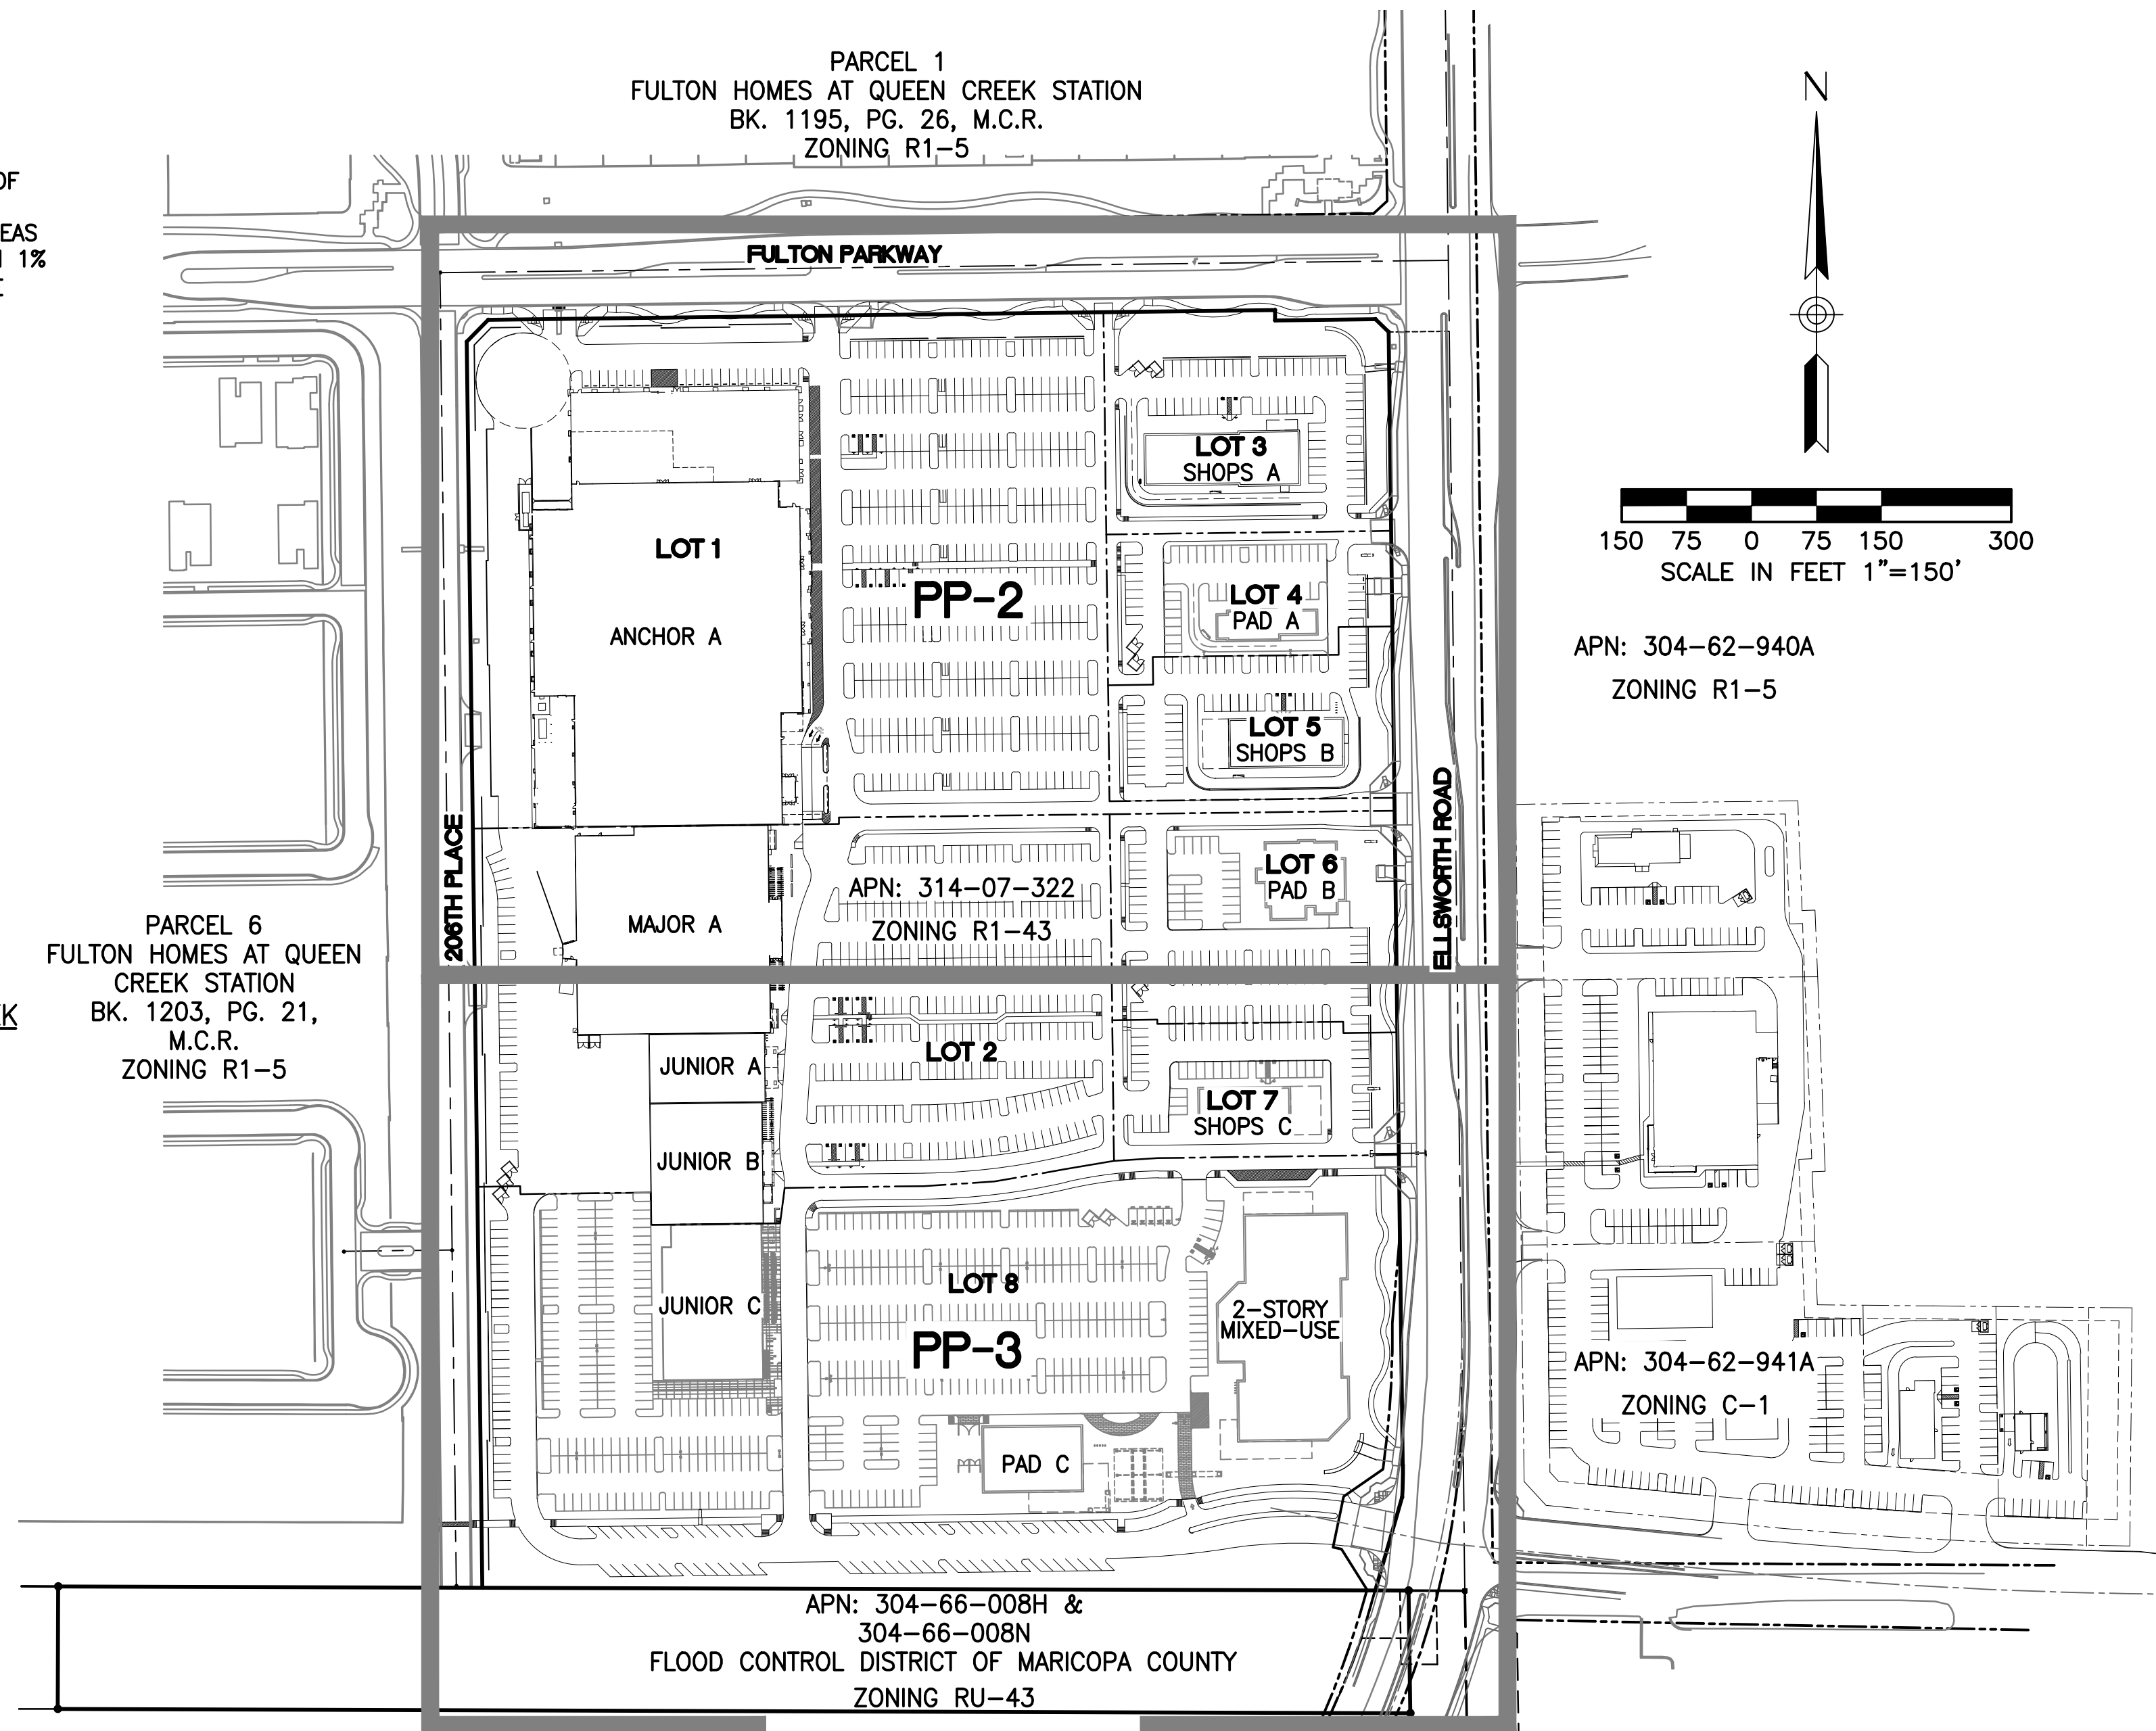 PARCEL 1
FULTON HOMES AT QUEEN CREEK STATION
BK. 1195, PG. 26, M.C.R.
ZONING R1-5
OF
EAS
1%
N
FULTON PARKWAY
LOT 3
SHOPS A
150 75 0 75 150 300
SCALE IN FEET 1"=150'
LOT 1
ANCHOR A
PP-2
LOT 4
PAD A
APN: 304-62-940A
ZONING R1-5
LOT 5
SHOPS B
206TH PLACE
ELLSWORTH ROAD
LOT 6
PAD B
APN: 314-07-322
ZONING R1-43
MAJOR A
PARCEL 6
FULTON HOMES AT QUEEN
CREEK STATION
BK. 1203, PG. 21,
M.C.R.
ZONING R1-5
EK
LOT 2
JUNIOR A
LOT 7
SHOPS C
JUNIOR B
LOT 8
JUNIOR C
2-STORY
MIXED-USE
PP-3
APN: 304-62-941A
ZONING C-1
PAD C
APN: 304-66-008H &
304-66-008N
FLOOD CONTROL DISTRICT OF MARICOPA COUNTY
ZONING RU-43